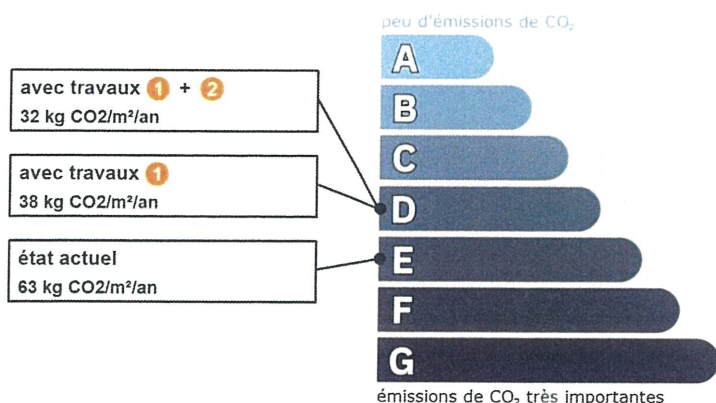 peu d'émissions de CO₂
A
avec travaux 1 + 2
32 kg CO2/m²/an
B
C
avec travaux 1
38 kg CO2/m²/an
D
état actuel
63 kg CO2/m²/an
E
F
G
émissions de CO₂ très importantes